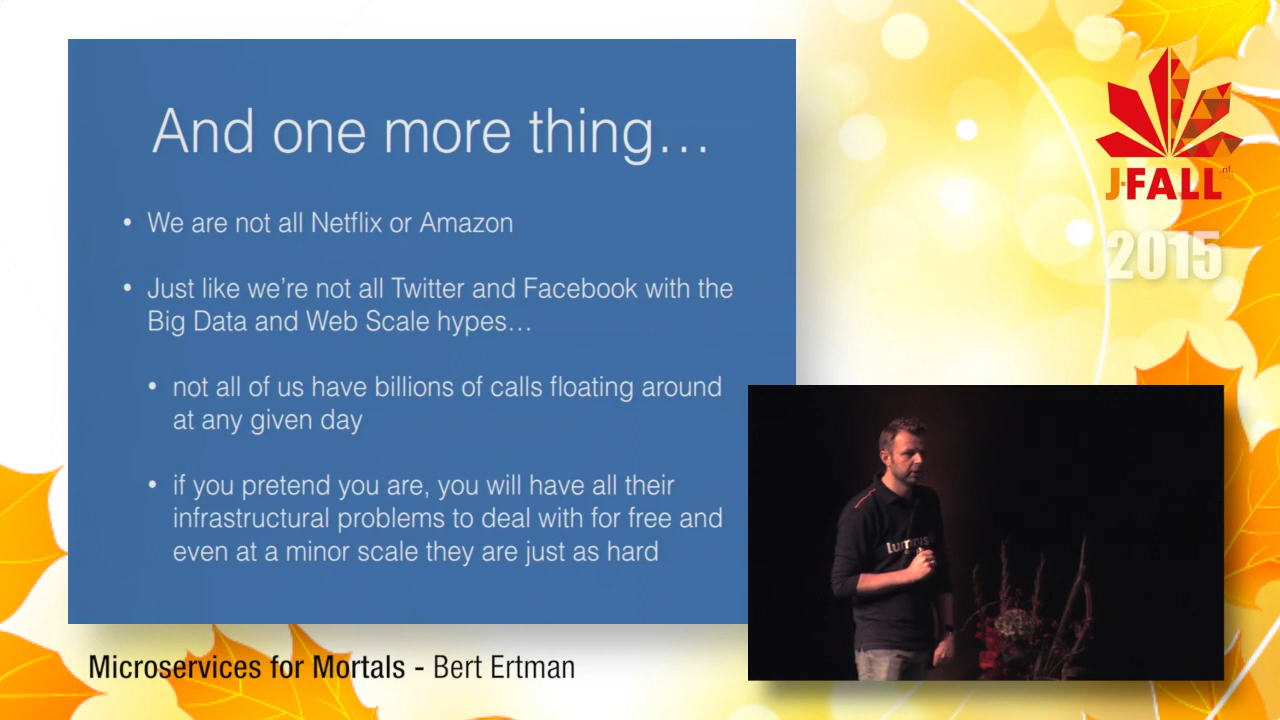 And one more thing…
• We are not all Netflix or Amazon
• Just like we’re not all Twitter and Facebook with the
Big Data and Web Scale hypes…
• not all of us have billions of calls floating around
at any given day
• if you pretend you are, you will have all their
infrastructural problems to deal with for free and
even at a minor scale they are just as hard
J-FALL
.nl
2015
Microservices for Mortals - Bert Ertman